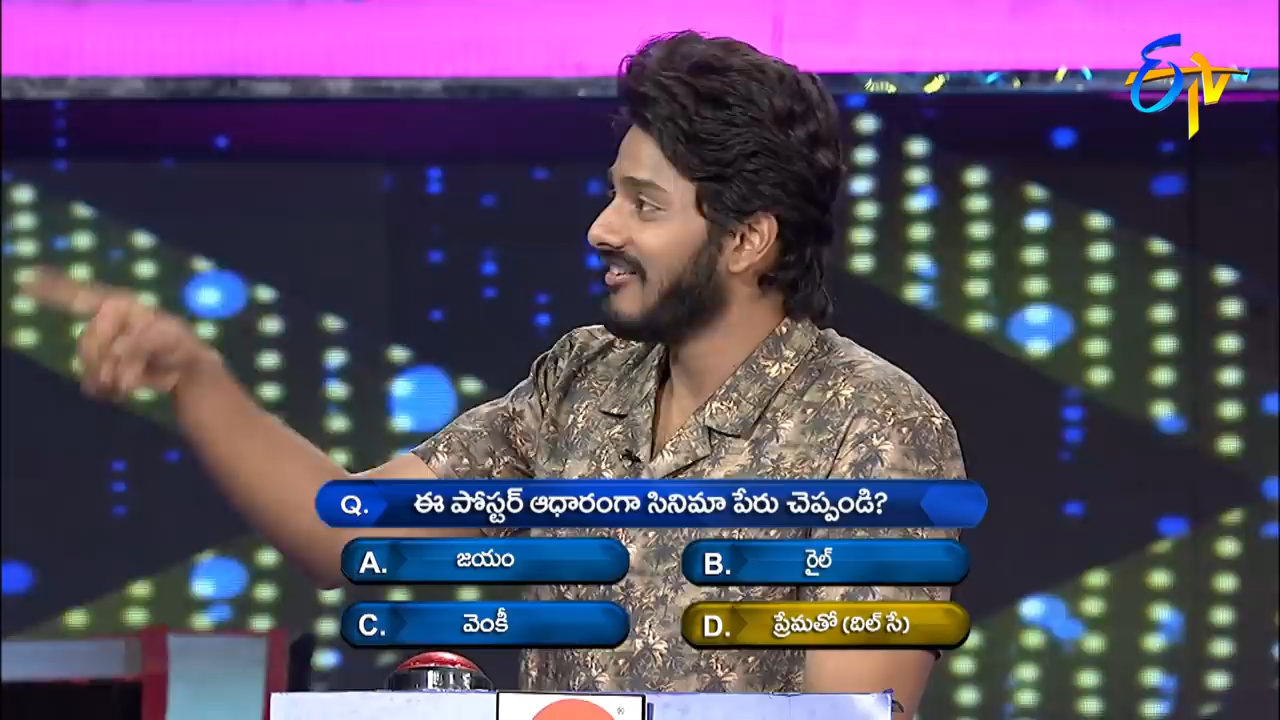 ETV
Q. ఈ పోస్టర్ ఆధారంగా సినిమా పేరు చెప్పండి?
A. జయం
B. రైల్
C. వెంకీ
D. ప్రేమతో (దిల్ సే)
®